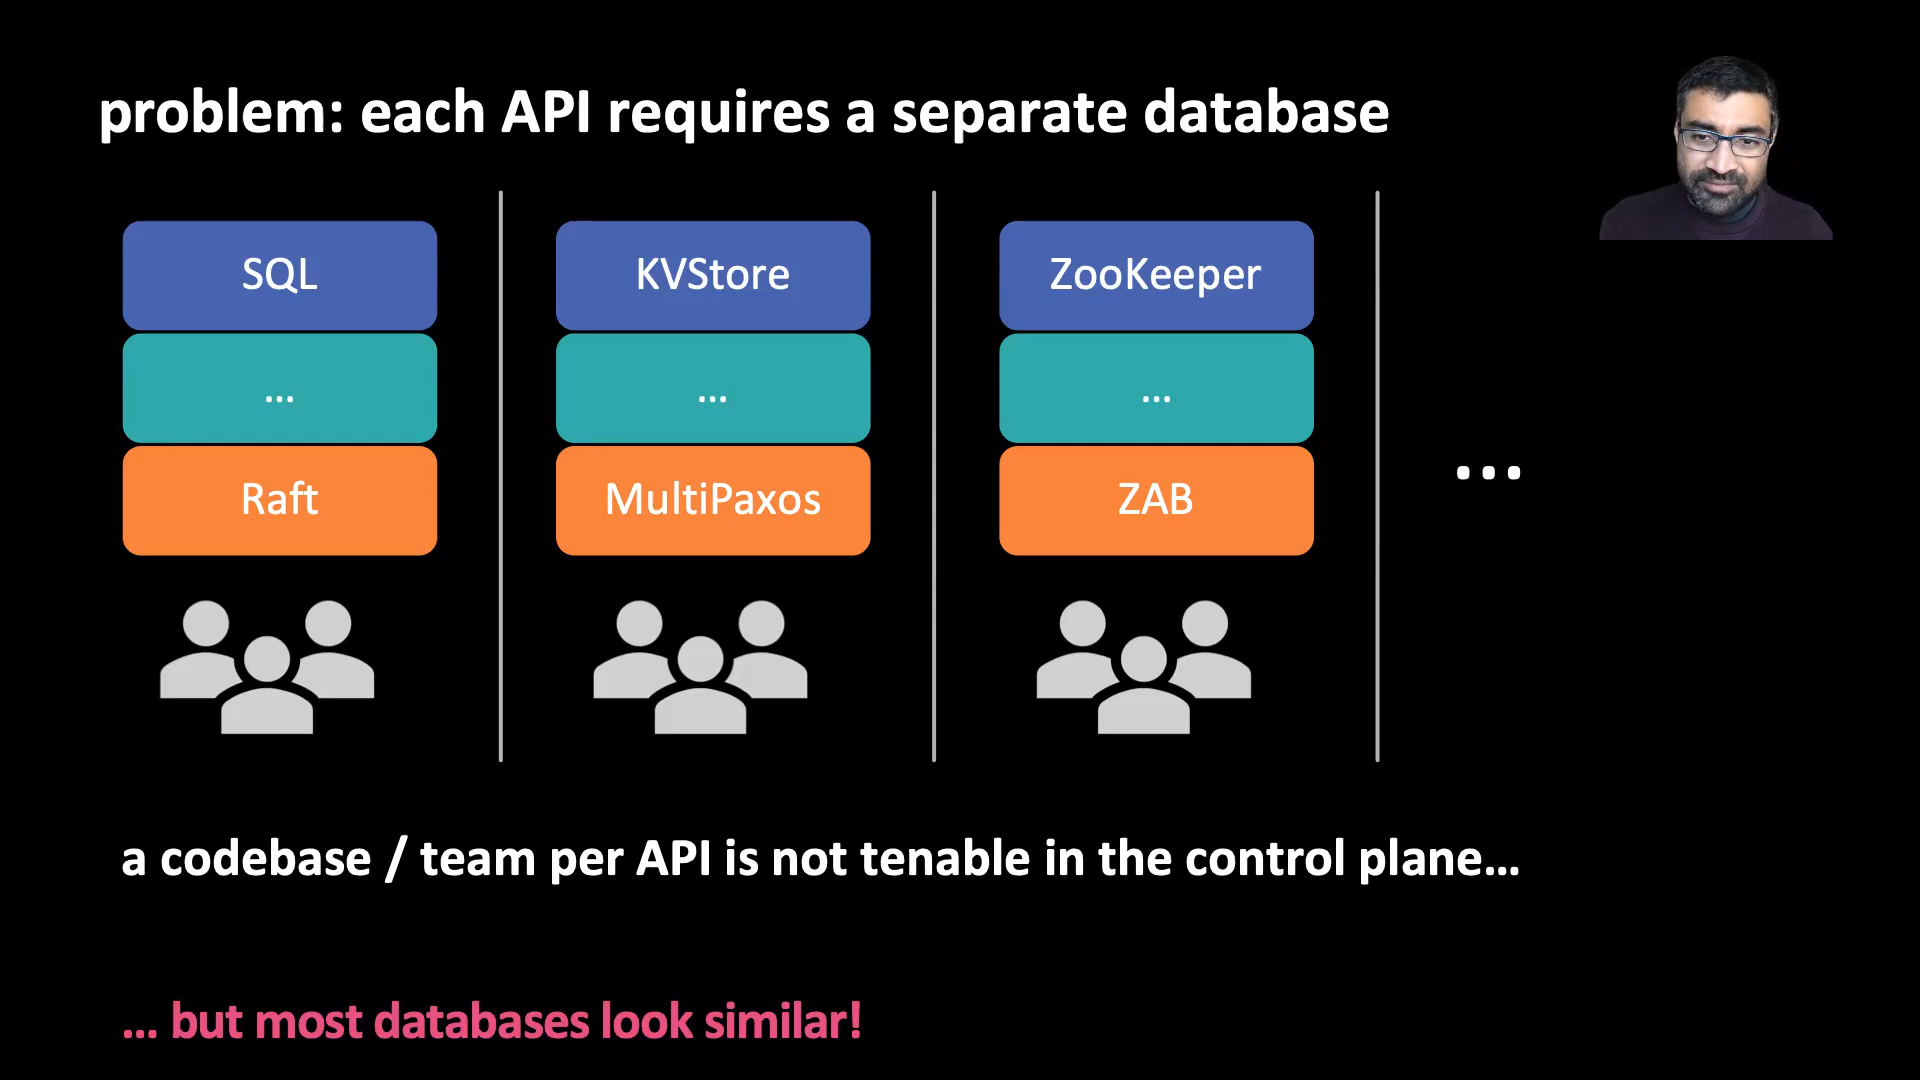 problem: each API requires a separate database
SQL
...
Raft
KVStore
...
MultiPaxos
ZooKeeper
...
ZAB
...
a codebase / team per API is not tenable in the control plane...
... but most databases look similar!